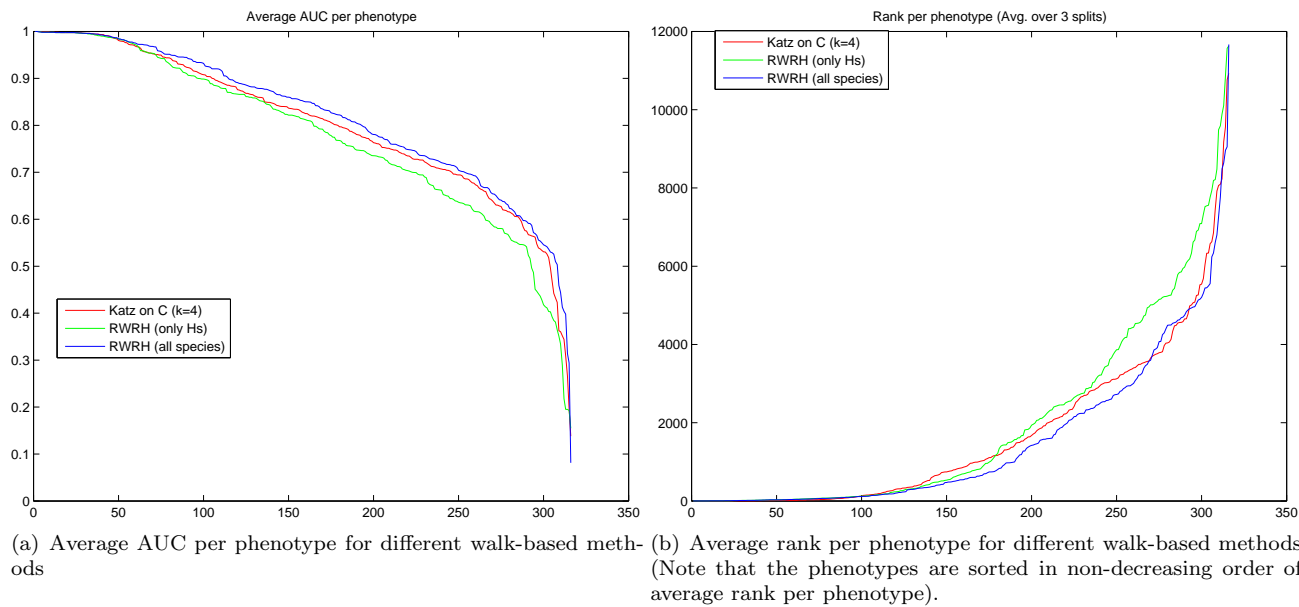 Average AUC per phenotype
1
0.9
0.8
0.7
0.6
0.5
0.4
0.3
0.2
0.1
0
0 50 100 150 200 250 300 350
Katz on C (k=4)
RWRH (only Hs)
RWRH (all species)
(a) Average AUC per phenotype for different walk-based meth-
ods
Rank per phenotype (Avg. over 3 splits)
12000
10000
8000
6000
4000
2000
0
0 50 100 150 200 250 300 350
Katz on C (k=4)
RWRH (only Hs)
RWRH (all species)
(b) Average rank per phenotype for different walk-based methods
(Note that the phenotypes are sorted in non-decreasing order of
average rank per phenotype).